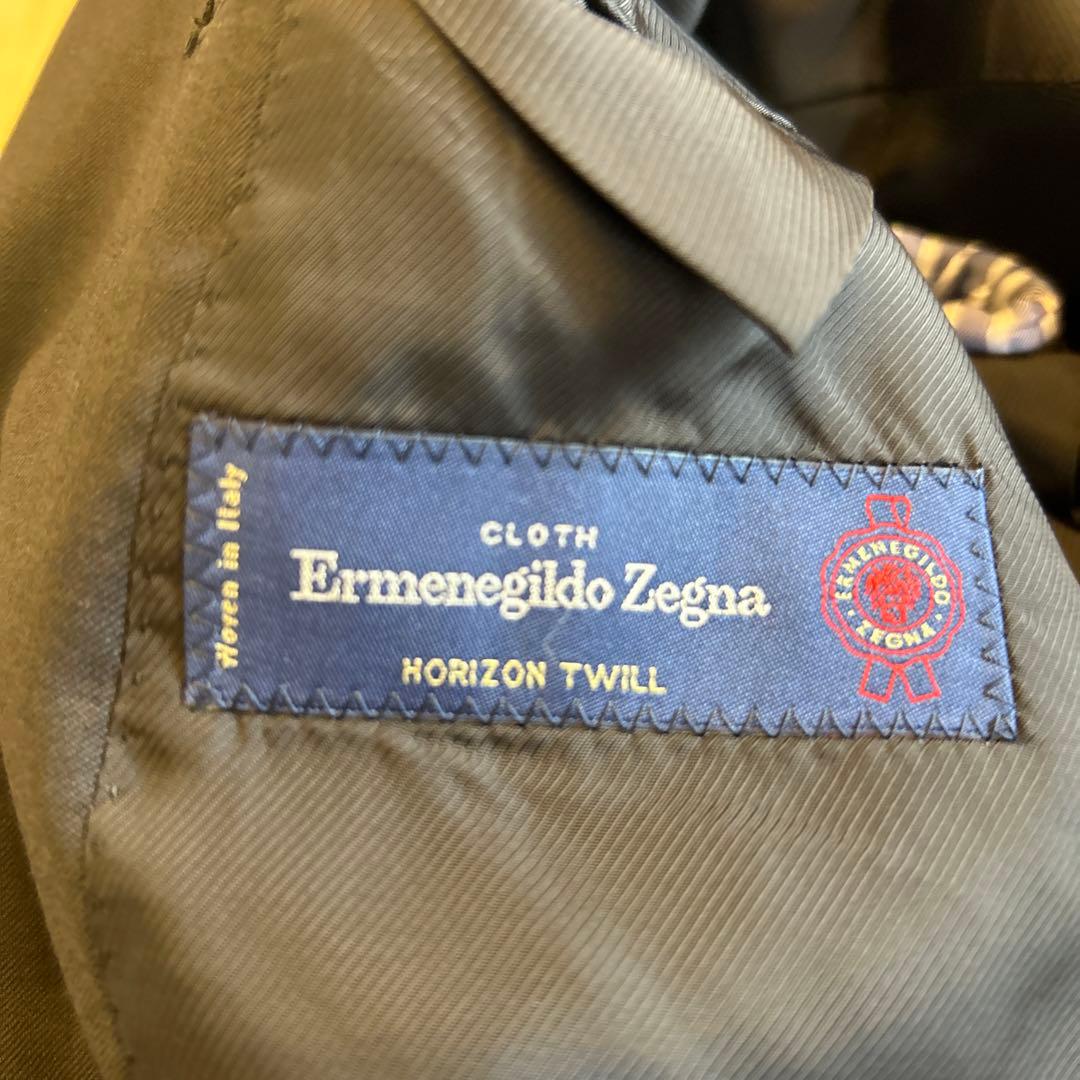 Woven in Italy
CLOTH
Ermenegildo Zegna
HORIZON TWILL
ERMENEGILDO
· ZEGNA ·